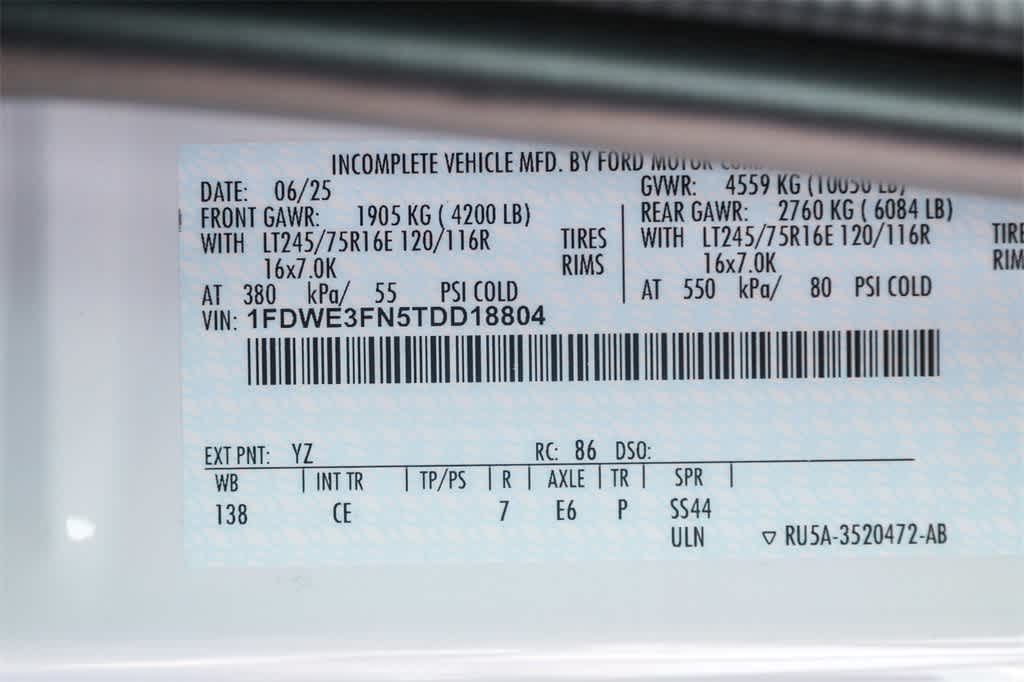 INCOMPLETE VEHICLE MFD. BY FORD MOTOR
DATE: 06/25 GVWR: 4559 KG (10050 LB)
FRONT GAWR: 1905 KG ( 4200 LB) REAR GAWR: 2760 KG ( 6084 LB)
WITH LT245/75R16E 120/116R TIRES WITH LT245/75R16E 120/116R
16x7.0K RIMS 16x7.0K
AT 380 kPa/ 55 PSI COLD AT 550 kPa/ 80 PSI COLD
VIN: 1FDWE3FN5TDD18804
EXT PNT: YZ RC: 86 DSO:
WB INT TR TP/PS R AXLE TR SPR
138 CE 7 E6 P SS44
ULN ▽ RU5A-3520472-AB